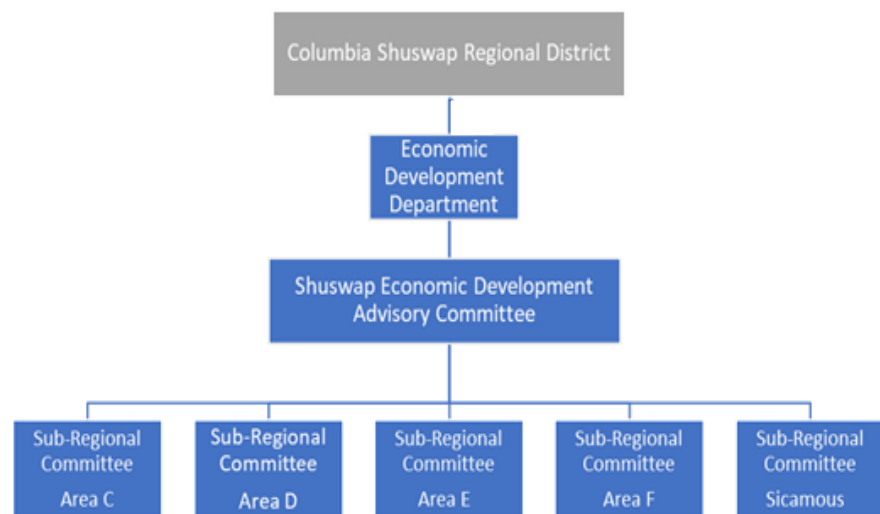 Columbia Shuswap Regional District
Economic
Development
Department
Shuswap Economic Development
Advisory Committee
Sub-Regional
Committee
Area C
Sub-Regional
Committee
Area D
Sub-Regional
Committee
Area E
Sub-Regional
Committee
Area F
Sub-Regional
Committee
Sicamous